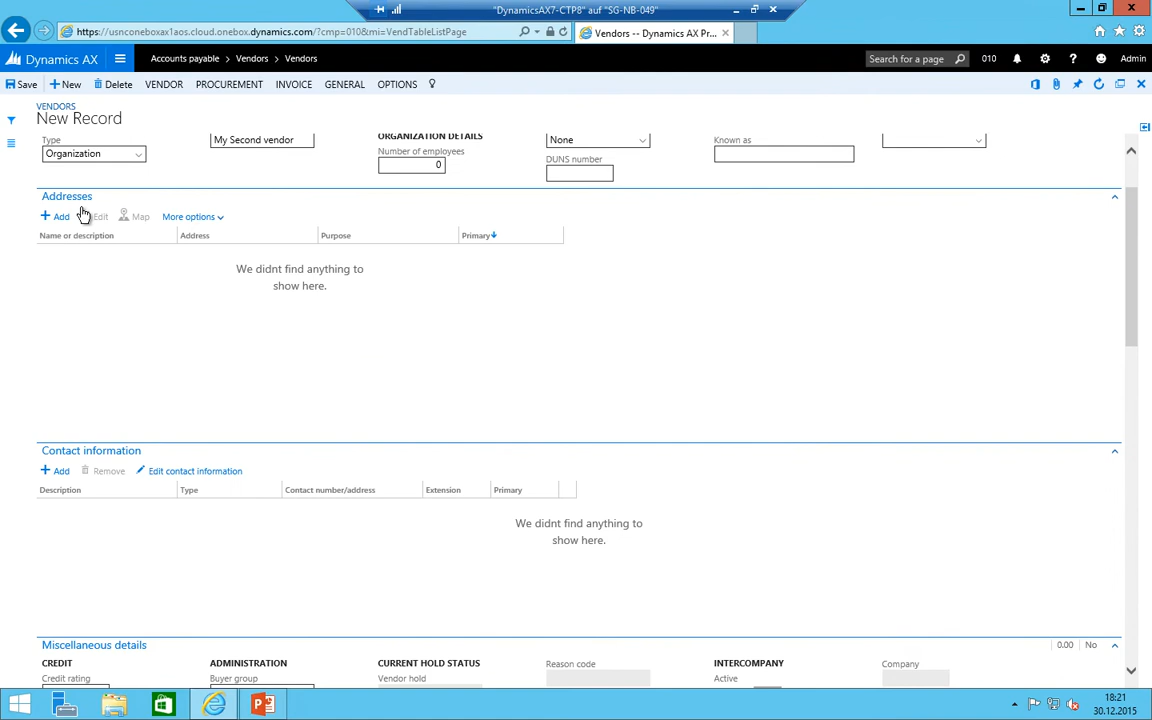 "DynamicsAX7-CTP8" auf "SG-NB-049"
https://usnconeboxax1aos.cloud.onebox.dynamics.com/?cmp=010&mi=VendTableListPage
Vendors -- Dynamics AX Pr...
Dynamics AX
Accounts payable > Vendors > Vendors
Search for a page
010
Admin
Save
+ New
Delete
VENDOR
PROCUREMENT
INVOICE
GENERAL
OPTIONS
VENDORS
New Record
Type
Organization
My Second vendor
ORGANIZATION DETAILS
Number of employees
0
None
DUNS number
Known as
Addresses
+ Add
Edit
Map
More options
Name or description
Address
Purpose
Primary
We didnt find anything to
show here.
Contact information
+ Add
Remove
Edit contact information
Description
Type
Contact number/address
Extension
Primary
We didnt find anything to
show here.
Miscellaneous details
0.00
No
CREDIT
Credit rating
ADMINISTRATION
Buyer group
CURRENT HOLD STATUS
Vendor hold
Reason code
INTERCOMPANY
Active
Company
18:21
30.12.2015